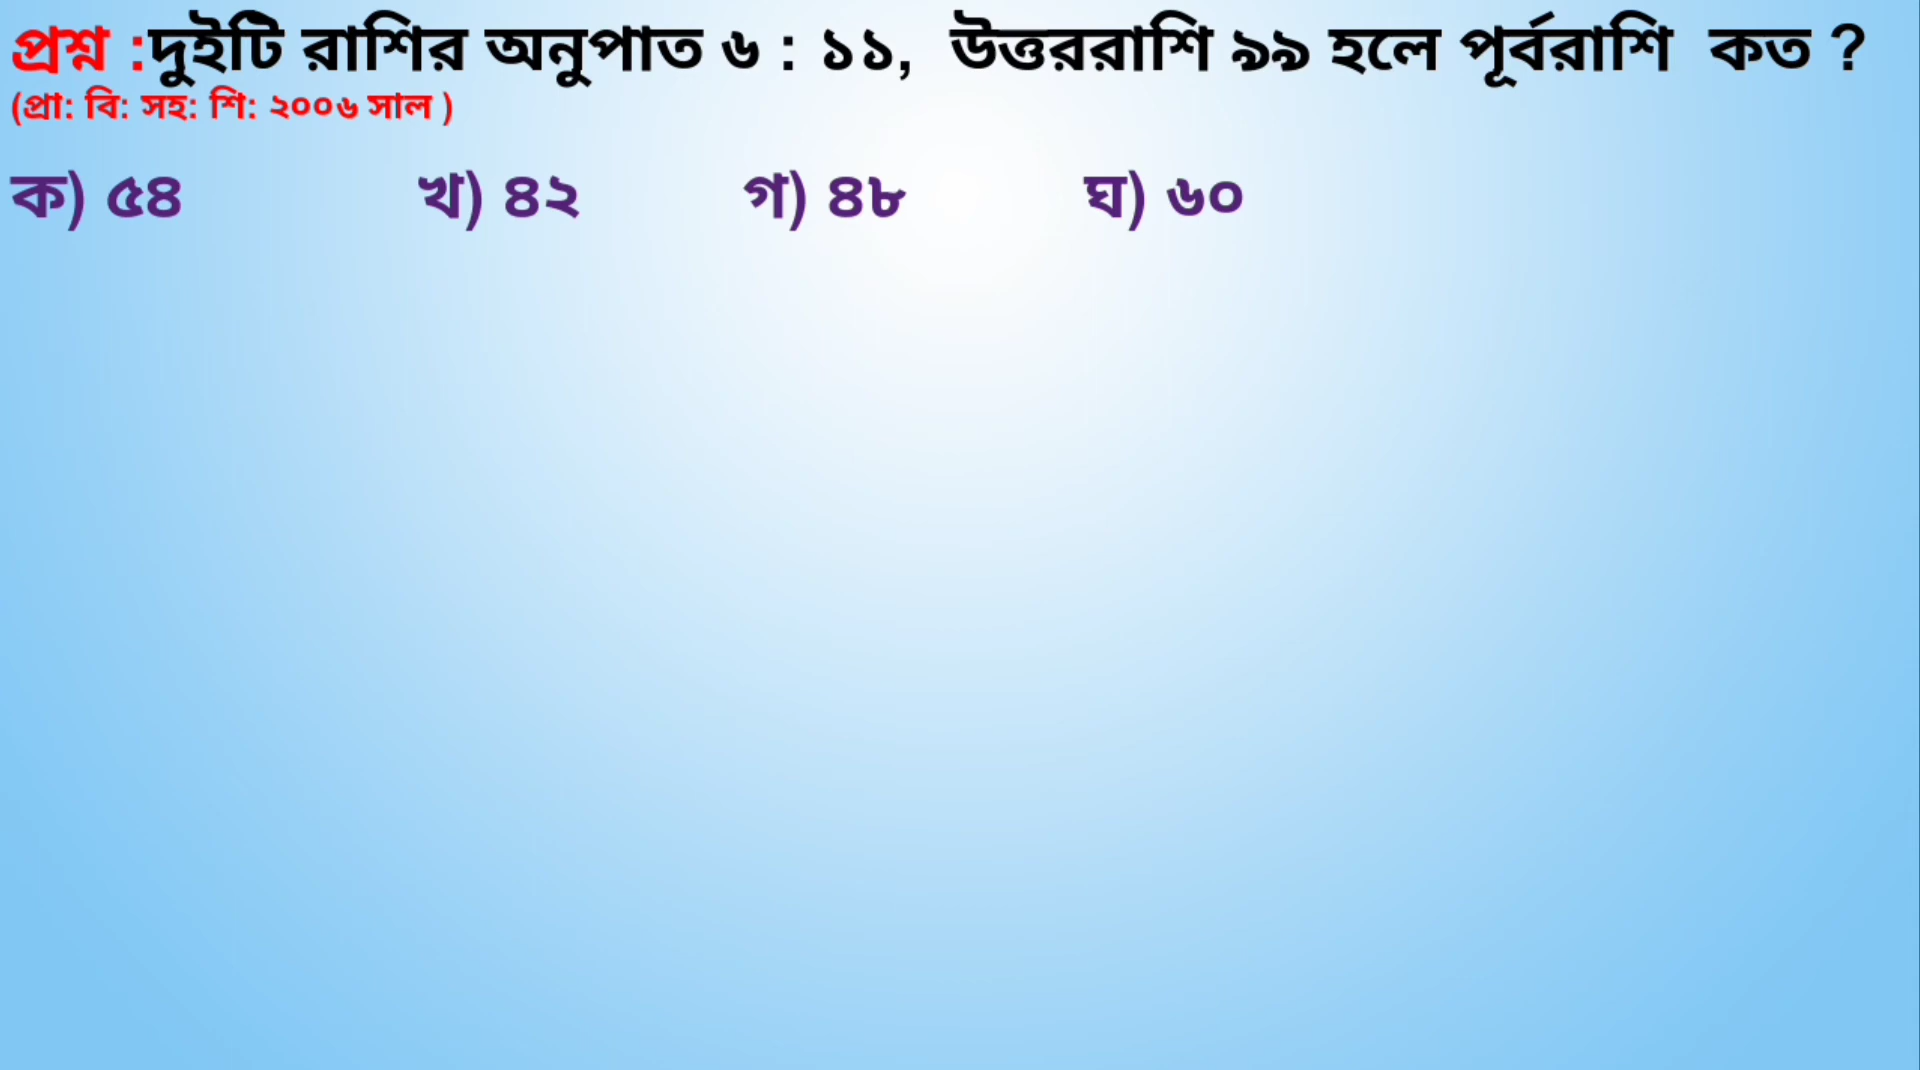 প্রশ্ন :দুইটি রাশির অনুপাত ৬ : ১১, উত্তররাশি ৯৯ হলে পূর্বরাশি কত ?
(প্রা: বি: সহ: শি: ২০০৬ সাল )
ক) ৫৪ খ) ৪২ গ) ৪৮ ঘ) ৬০